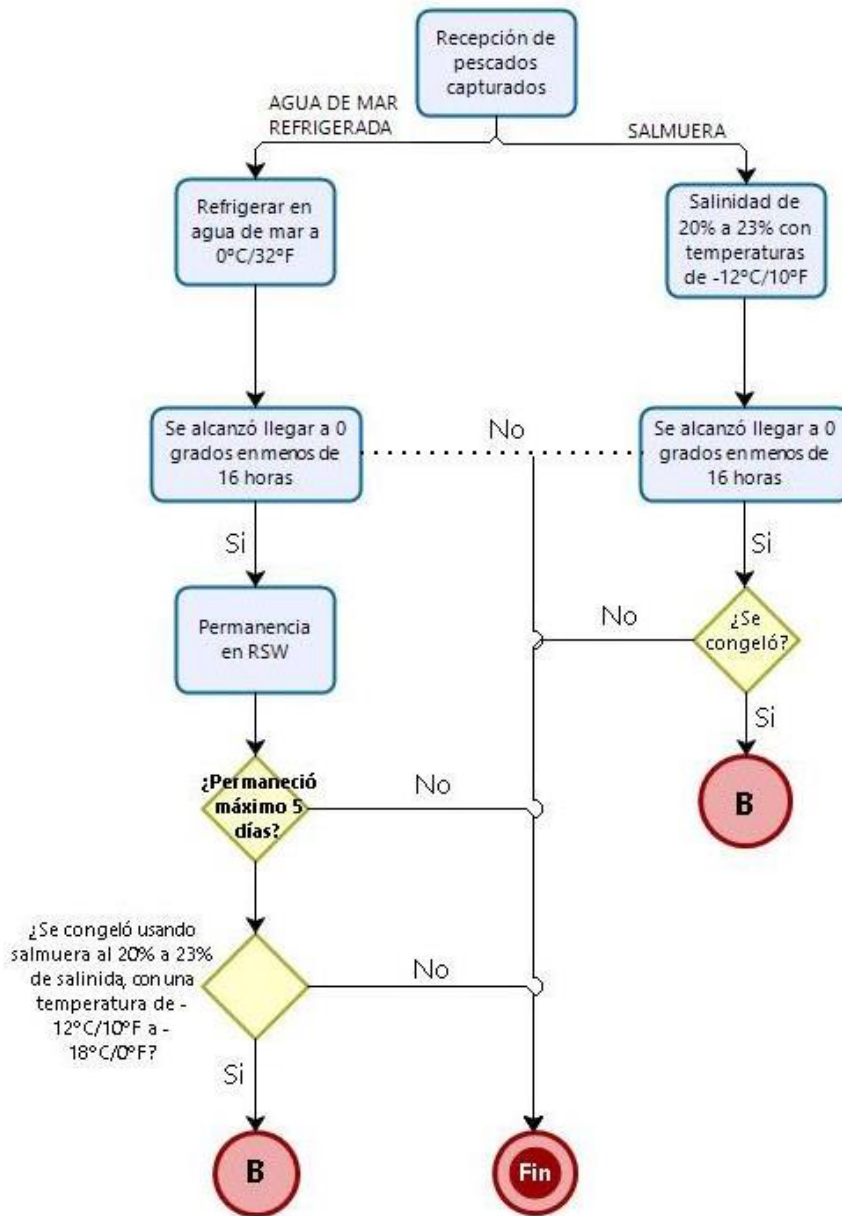 Recepción de
pescados
capturados
AGUA DE MAR
REFRIGERADA
SALMUERA
Refrigerar en
agua de mar a
0°C/32°F
Salinidad de
20% a 23% con
temperaturas
de -12°C/10°F
Se alcanzó llegar a 0
grados en menos de
16 horas
No
Se alcanzó llegar a 0
grados en menos de
16 horas
Si
Si
Permanencia
en RSW
No
¿Se
congeló?
Si
¿Permaneció
máximo 5
días?
No
B
¿Se congeló usando
salmuera al 20% a 23%
de salinida, con una
temperatura de -
12°C/10°F a -
18°C/0°F?
No
Si
B
Fin